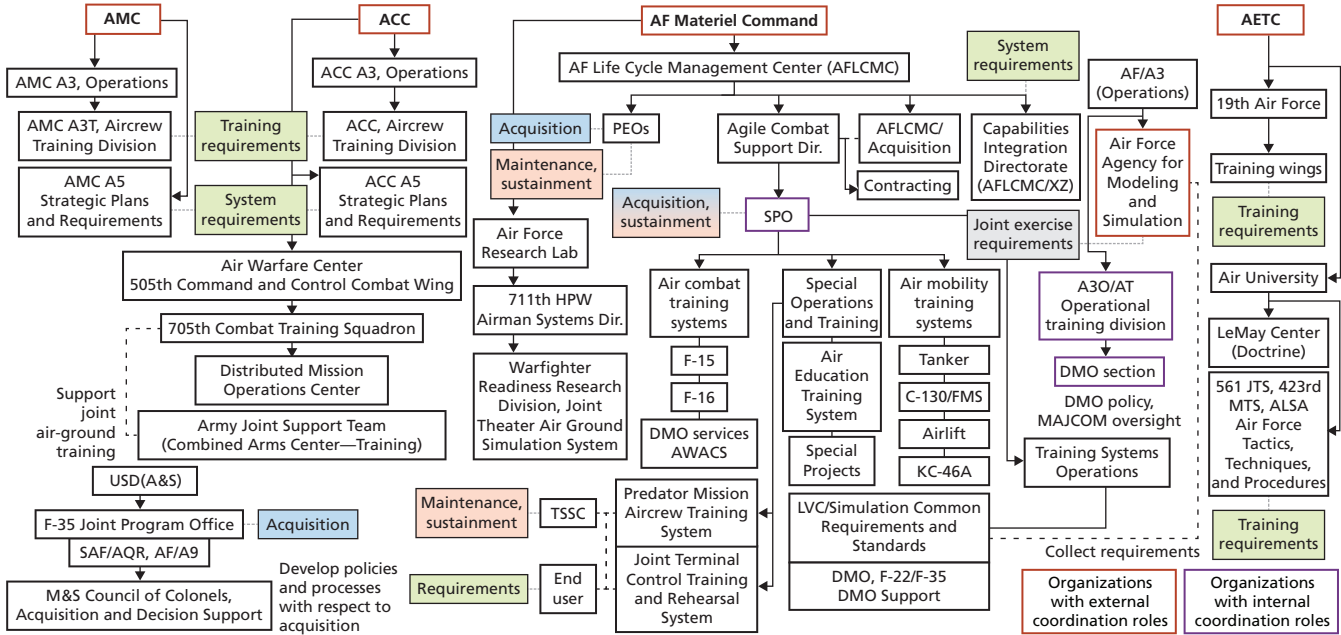 AMC
ACC
AF Materiel Command
AETC
AMC A3, Operations
ACC A3, Operations
AF Life Cycle Management Center (AFLCMC)
System
requirements
AF/A3
(Operations)
19th Air Force
AMC A3T, Aircrew
Training Division
Training
requirements
ACC, Aircrew
Training Division
Acquisition
PEOs
Agile Combat
Support Dir.
AFLCMC/
Acquisition
Capabilities
Integration
Directorate
(AFLCMC/XZ)
Air Force
Agency for
Modeling
and
Simulation
Training wings
Maintenance,
sustainment
Contracting
AMC A5
Strategic Plans
and Requirements
System
requirements
ACC A5
Strategic Plans
and Requirements
Acquisition,
sustainment
SPO
Joint exercise
requirements
Training
requirements
Air Force
Research Lab
Air Warfare Center
505th Command and Control Combat Wing
Air combat
training
systems
Special
Operations
and Training
Air mobility
training
systems
A3O/AT
Operational
training division
Air University
711th HPW
Airman Systems Dir.
705th Combat Training Squadron
LeMay Center
(Doctrine)
F-15
Air
Education
Training
System
Tanker
DMO section
Distributed Mission
Operations Center
Warfighter
Readiness Research
Division, Joint
Theater Air Ground
Simulation System
F-16
C-130/FMS
DMO policy,
MAJCOM oversight
561 JTS, 423rd
MTS, ALSA
Air Force
Tactics,
Techniques,
and
Procedures
Support
joint
air-ground
training
Army Joint Support Team
(Combined Arms Center—Training)
DMO services
AWACS
Special
Projects
Airlift
KC-46A
Training Systems
Operations
USD(A&S)
Maintenance,
sustainment
TSSC
Predator Mission
Aircrew Training
System
LVC/Simulation Common
Requirements and
Standards
F-35 Joint Program Office
Acquisition
Training
requirements
SAF/AQR, AF/A9
Collect requirements
Develop policies
and processes
with respect to
acquisition
Requirements
End
user
Joint Terminal
Control Training
and Rehearsal
System
DMO, F-22/F-35
DMO Support
M&S Council of Colonels,
Acquisition and Decision Support
Organizations
with external
coordination roles
Organizations
with internal
coordination roles